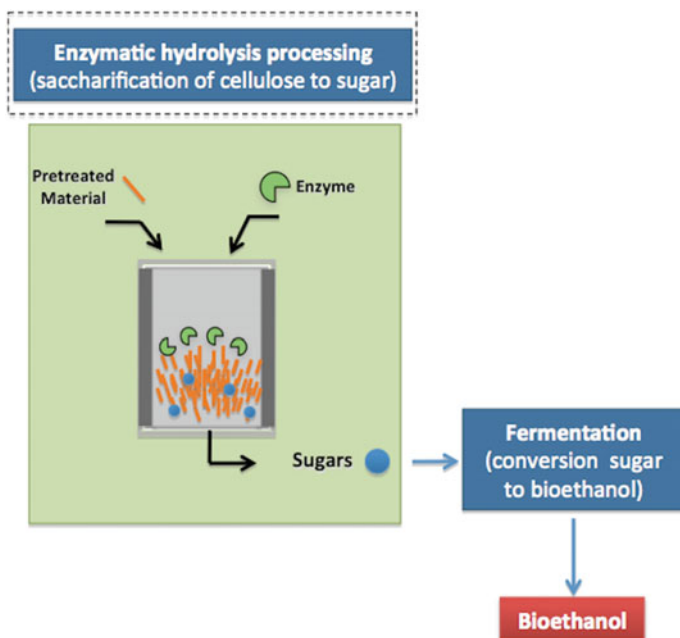 Enzymatic hydrolysis processing
(saccharification of cellulose to sugar)
Pretreated
Material
Enzyme
Sugars
Fermentation
(conversion sugar
to bioethanol)
Bioethanol